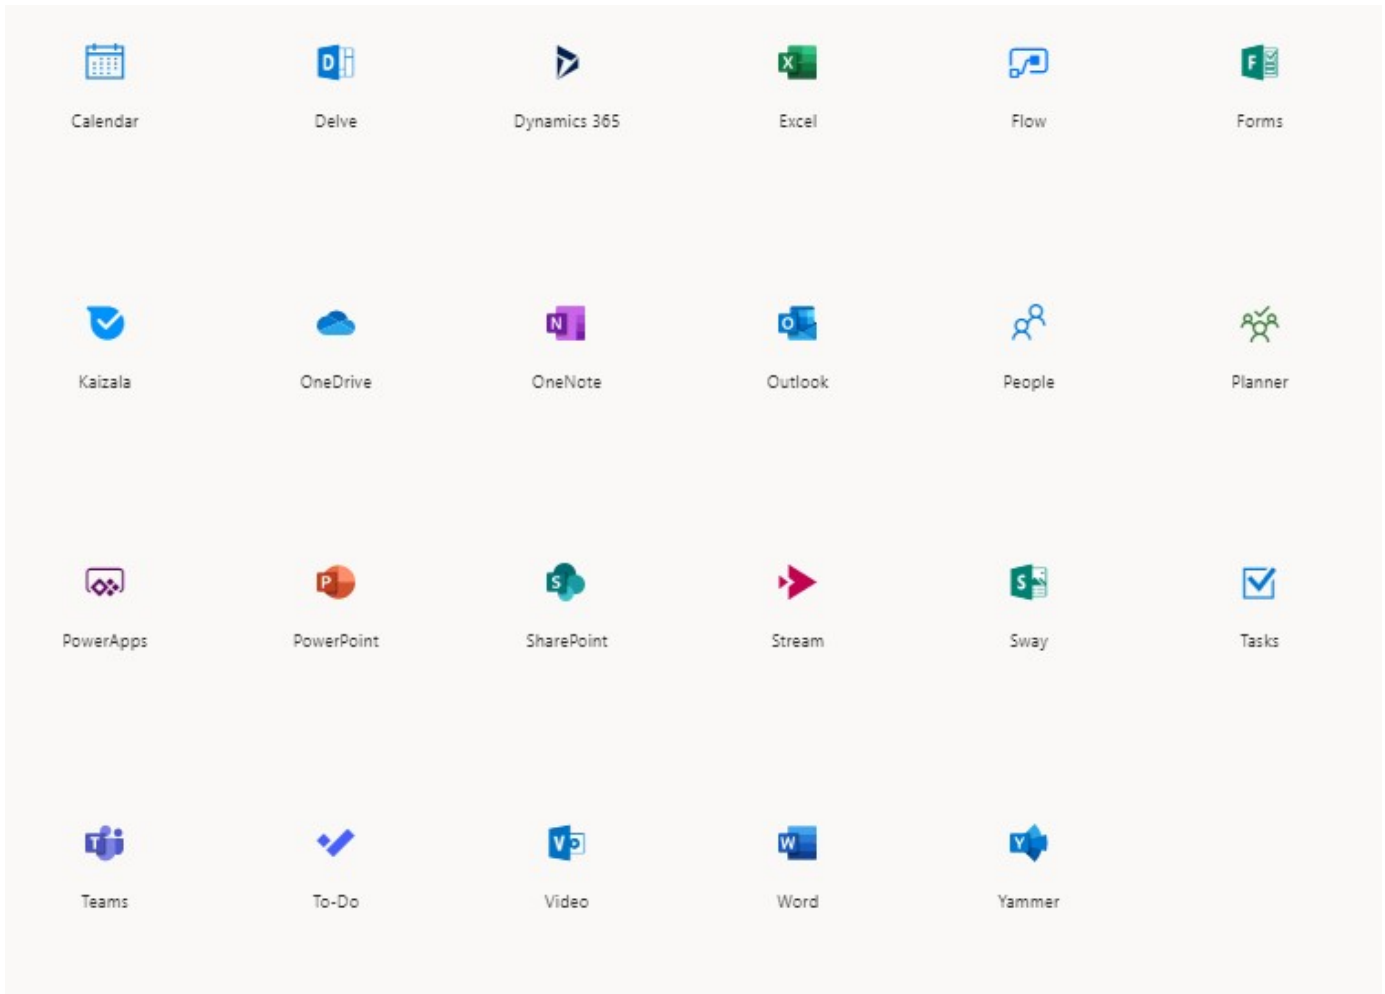 Calendar Delve Dynamics 365 Excel Flow Forms
Kaizala OneDrive OneNote Outlook People Planner
PowerApps PowerPoint SharePoint Stream Sway Tasks
Teams To-Do Video Word Yammer